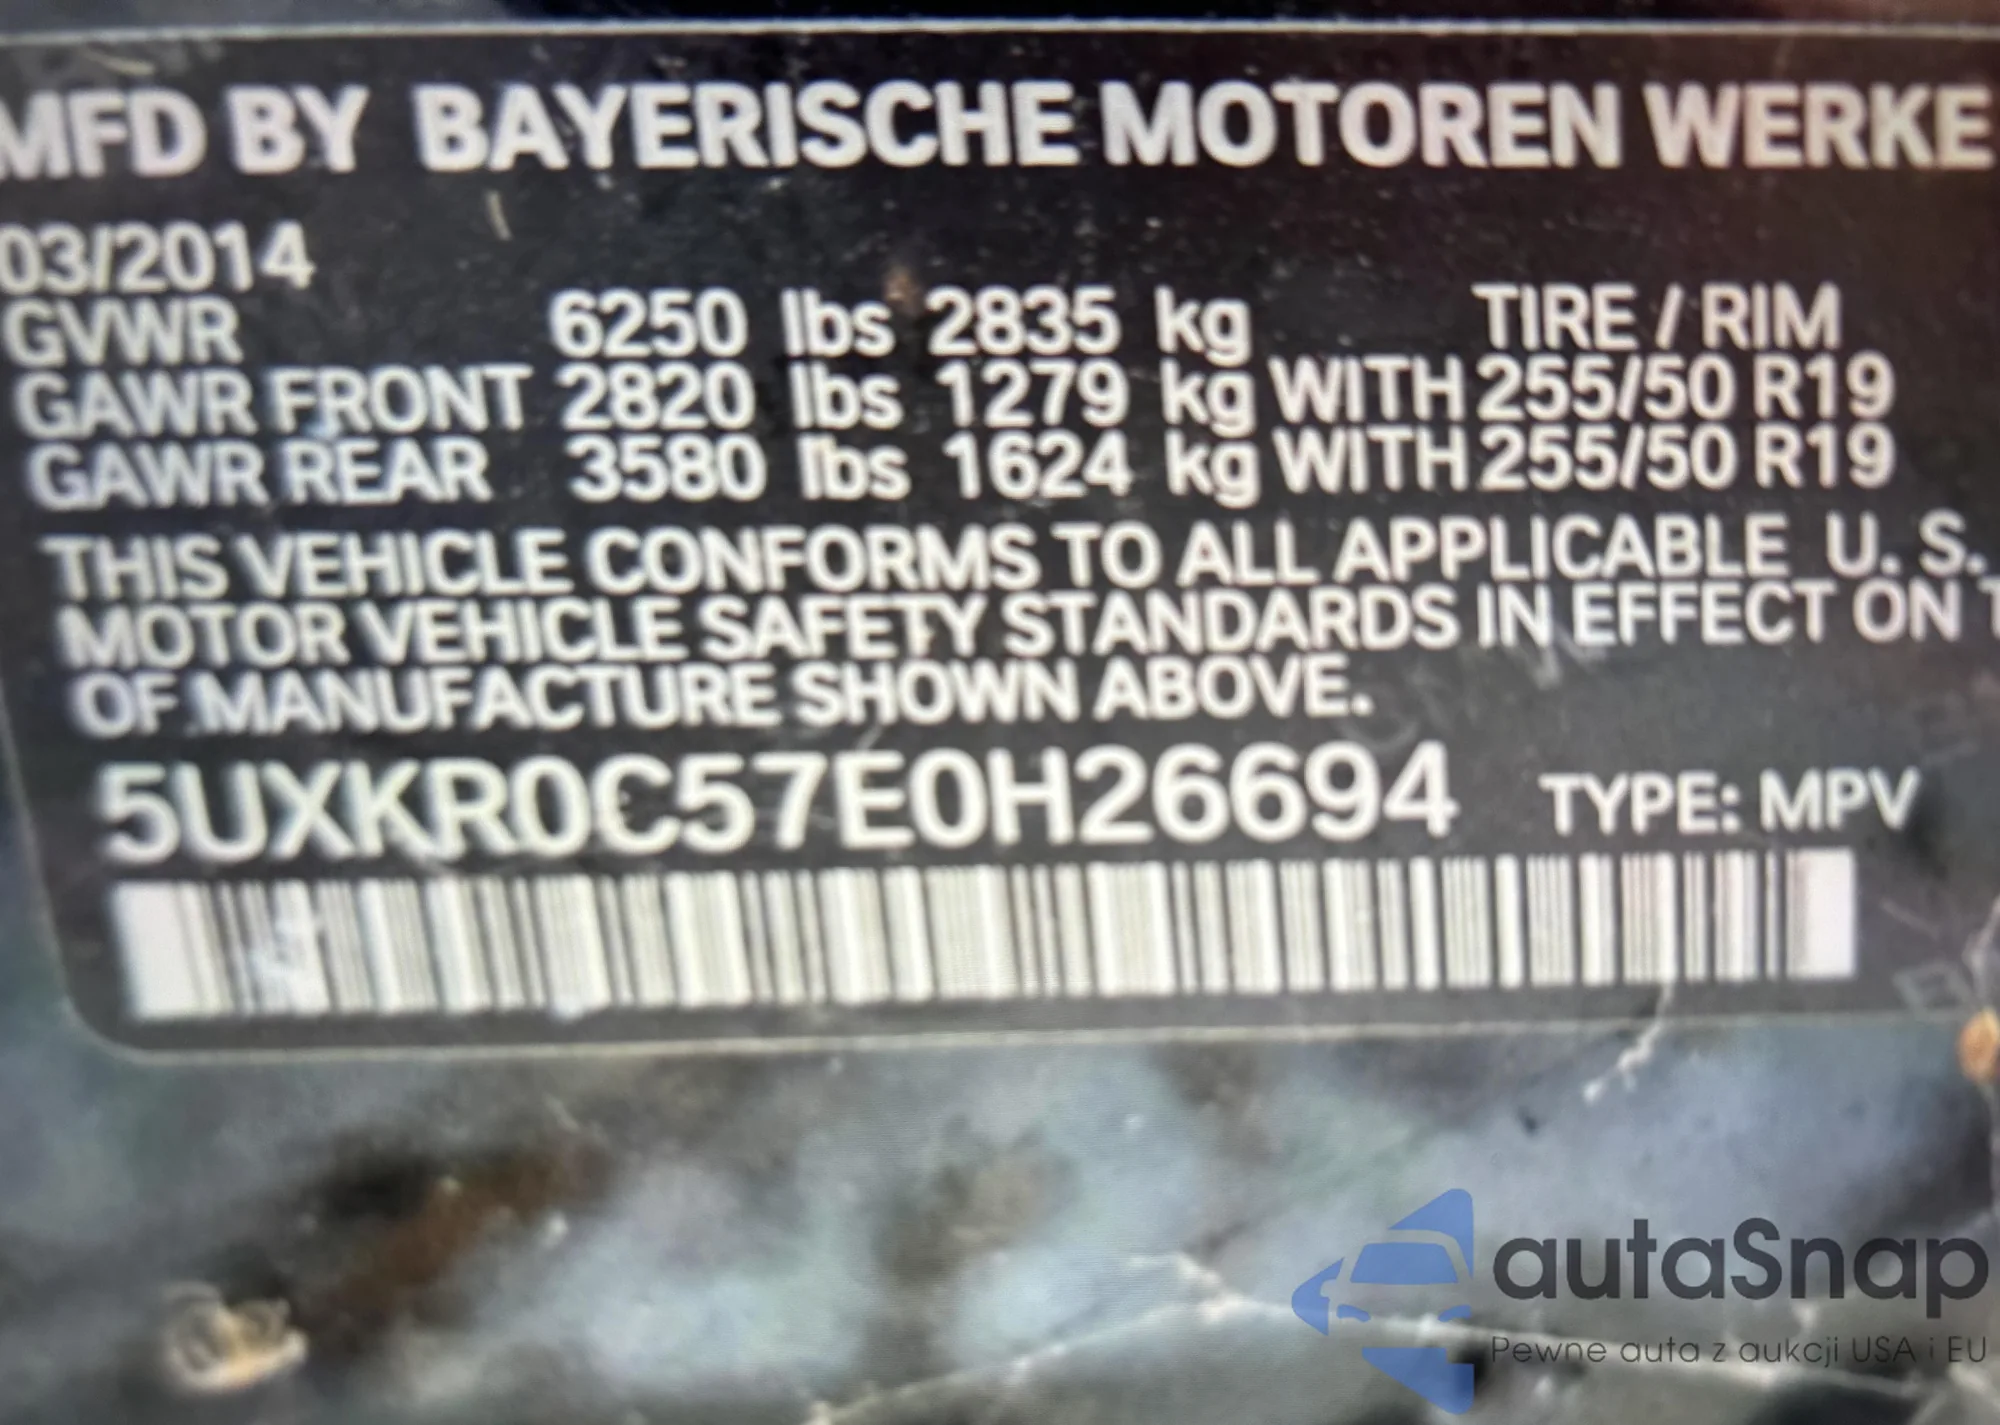 MFD BY BAYERISCHE MOTOREN WERKE
03/2014
GVWR 6250 lbs 2835 kg TIRE / RIM
GAWR FRONT 2820 lbs 1279 kg WITH 255/50 R19
GAWR REAR 3580 lbs 1624 kg WITH 255/50 R19
THIS VEHICLE CONFORMS TO ALL APPLICABLE U. S.
MOTOR VEHICLE SAFETY STANDARDS IN EFFECT ON T
OF MANUFACTURE SHOWN ABOVE.
5UXKR0C57E0H26694 TYPE: MPV
autaSnap
Pewne auta z aukcji USA i EU